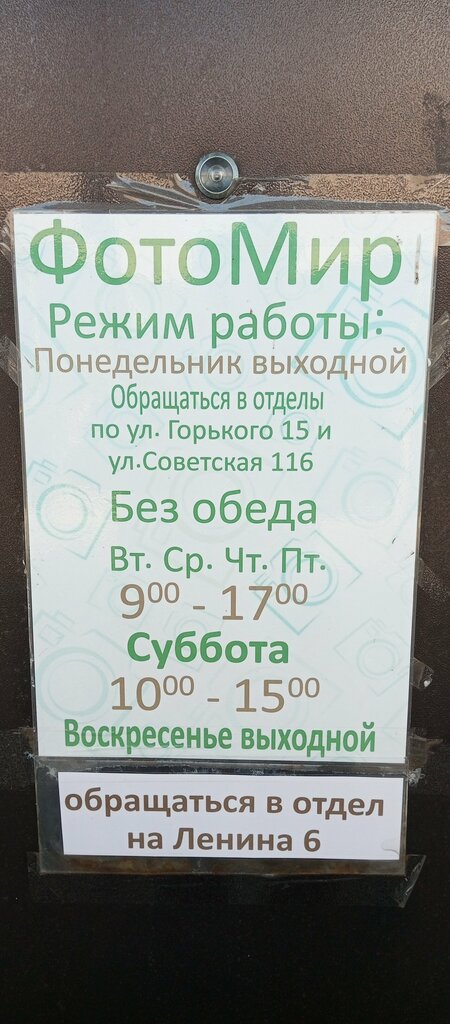 ФотоМир
Режим работы:
Понедельник выходной
Обращаться в отделы
по ул. Горького 15 и
ул.Советская 116
Без обеда
Вт. Ср. Чт. Пт.
9⁰⁰ - 17⁰⁰
Суббота
10⁰⁰ - 15⁰⁰
Воскресенье выходной
обращаться в отдел
на Ленина 6